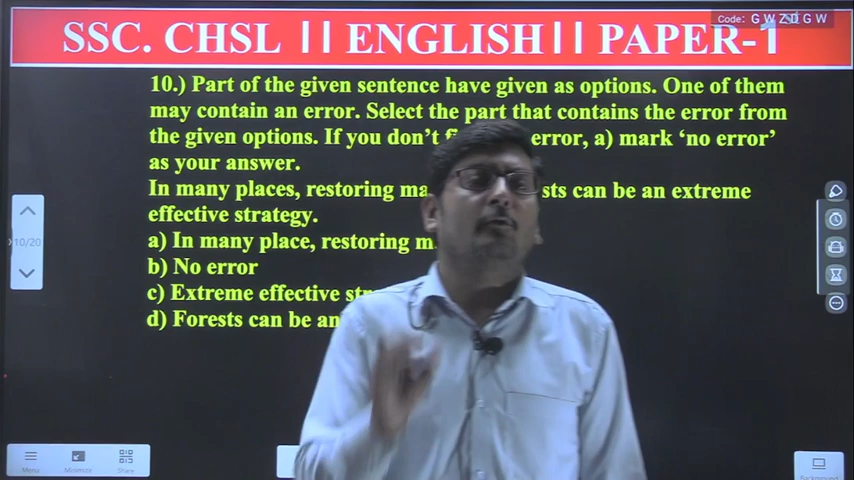 Code: G W Z D G W
SSC. CHSL || ENGLISH || PAPER-1
10.) Part of the given sentence have given as options. One of them
may contain an error. Select the part that contains the error from
the given options. If you don't error, a) mark ‘no error’
as your answer.
In many places, restoring can be an extreme
effective strategy.
a) In many place, restoring
b) No error
c) Extreme effective
d) Forests can be an
10/20
Menu Minimize Share
Background